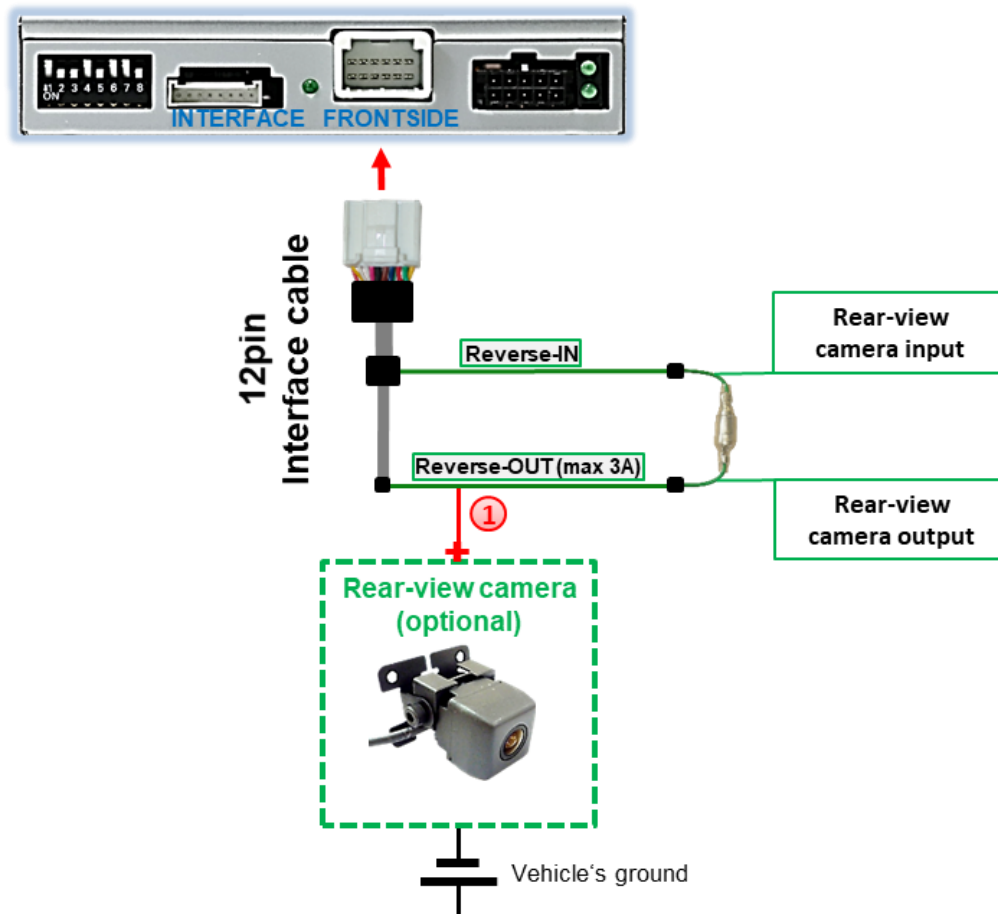 1 2 3 4 5 6 7 8
ON
INTERFACE FRONTSIDE
12pin
Interface cable
Reverse-IN
Rear-view
camera input
Reverse-OUT (max 3A)
1
Rear-view
camera output
Rear-view camera
(optional)
Vehicle‘s ground